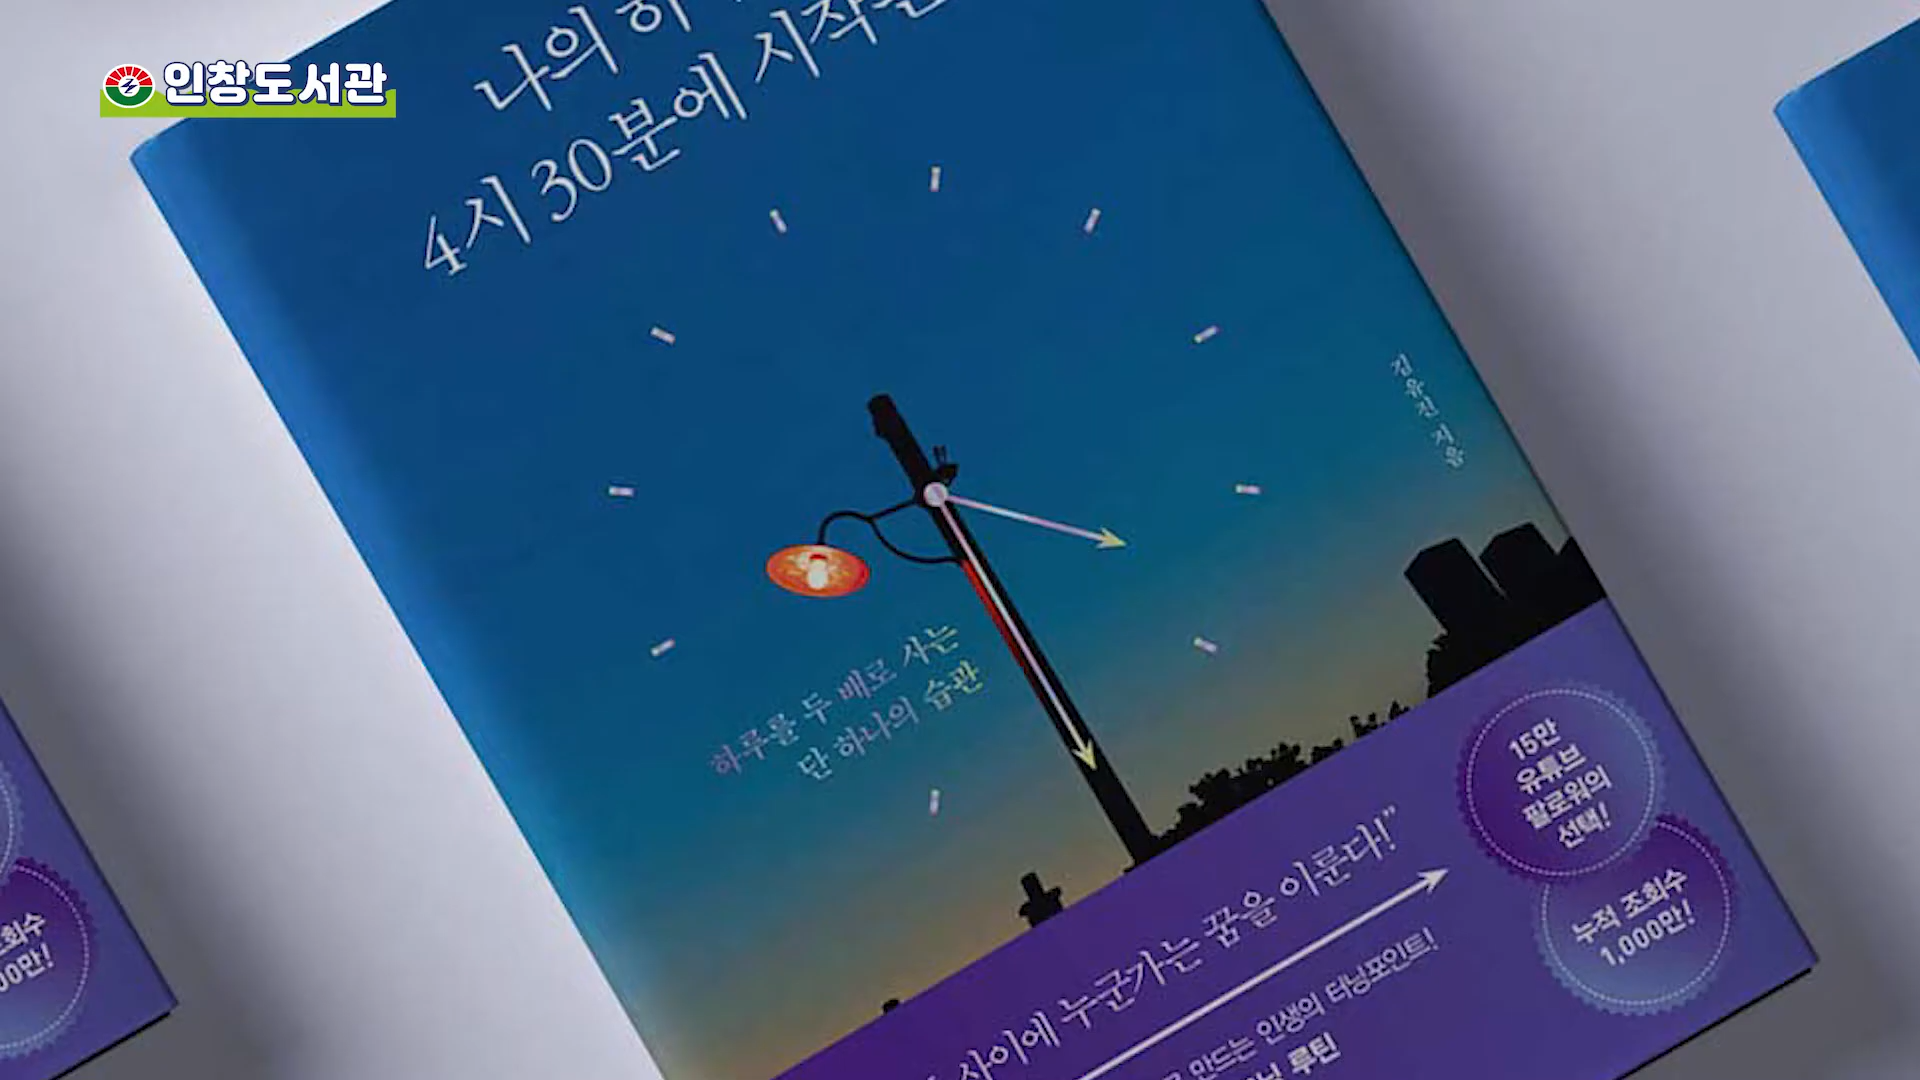 인창도서관
나의 하
4시 30분에 시작
김유진 지음
하루를 두 배로 사는
단 하나의 습관
15만
유튜브
팔로워의
선택!
누적 조회수
1,000만!
사이에 누군가는 꿈을 이룬다!”
만드는 인생의 터닝포인트!
루틴
조회수
00만!